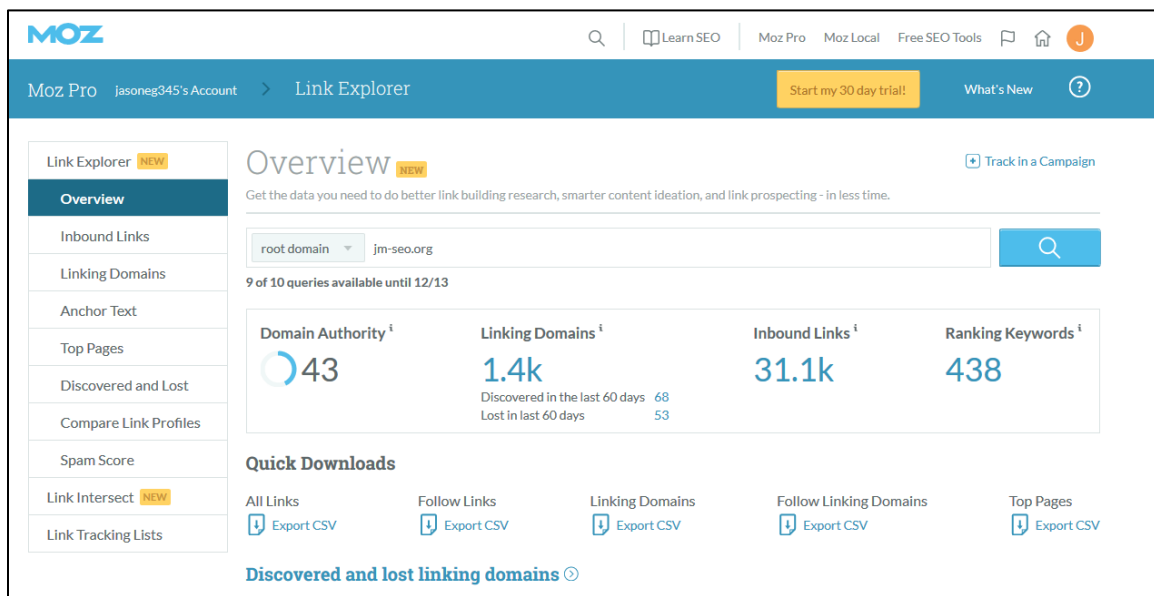 MOZ
Learn SEO Moz Pro Moz Local Free SEO Tools J
Moz Pro jasoneg345's Account > Link Explorer Start my 30 day trial! What's New ?
Link Explorer NEW
Overview
Inbound Links
Linking Domains
Anchor Text
Top Pages
Discovered and Lost
Compare Link Profiles
Spam Score
Link Intersect NEW
Link Tracking Lists
Overview NEW
Track in a Campaign
Get the data you need to do better link building research, smarter content ideation, and link prospecting - in less time.
root domain jm-seo.org
9 of 10 queries available until 12/13
Domain Authority i Linking Domains i Inbound Links i Ranking Keywords i
43 1.4k 31.1k 438
Discovered in the last 60 days 68
Lost in last 60 days 53
Quick Downloads
All Links Follow Links Linking Domains Follow Linking Domains Top Pages
Export CSV Export CSV Export CSV Export CSV Export CSV
Discovered and lost linking domains